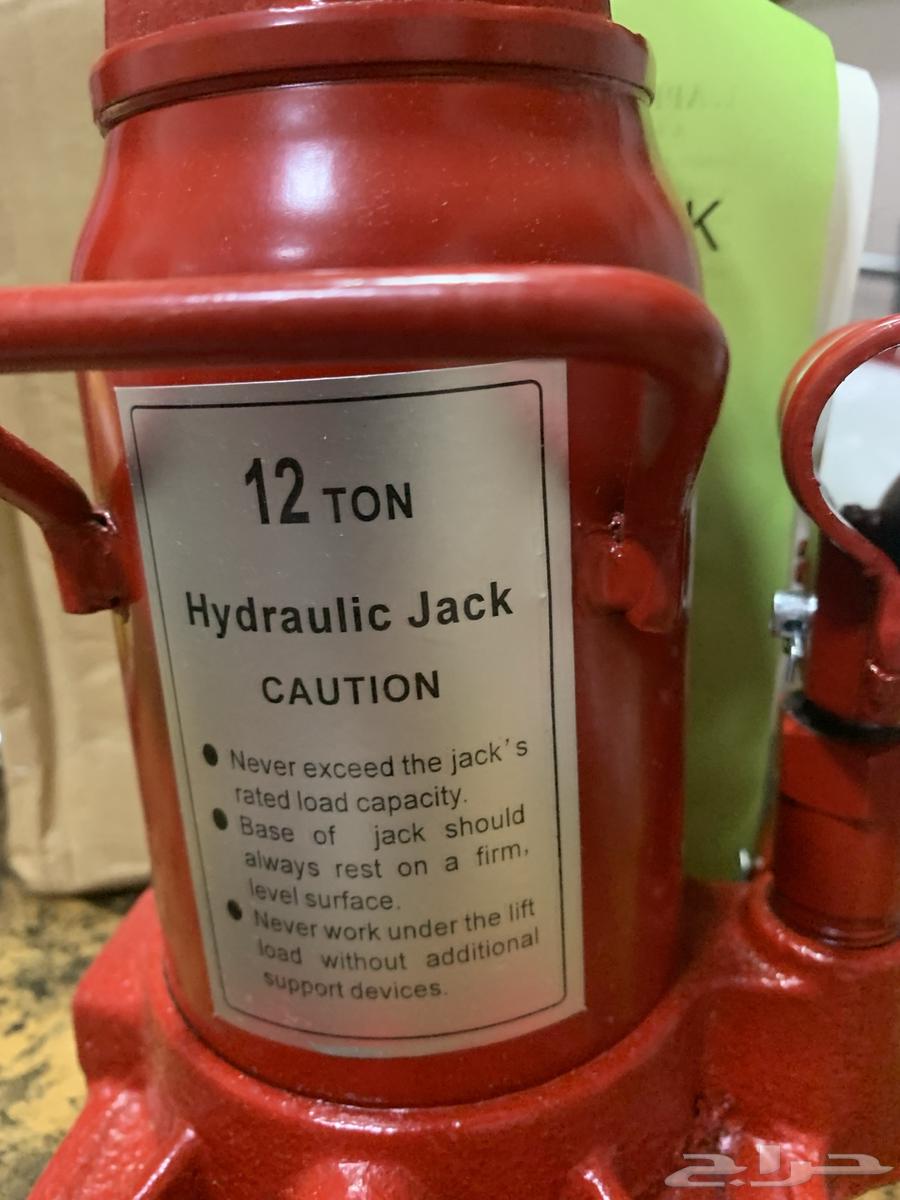 K
12 TON
Hydraulic Jack
CAUTION
● Never exceed the jack's
rated load capacity.
● Base of jack should
always rest on a firm,
level surface.
● Never work under the lift
load without additional
support devices.
حراج